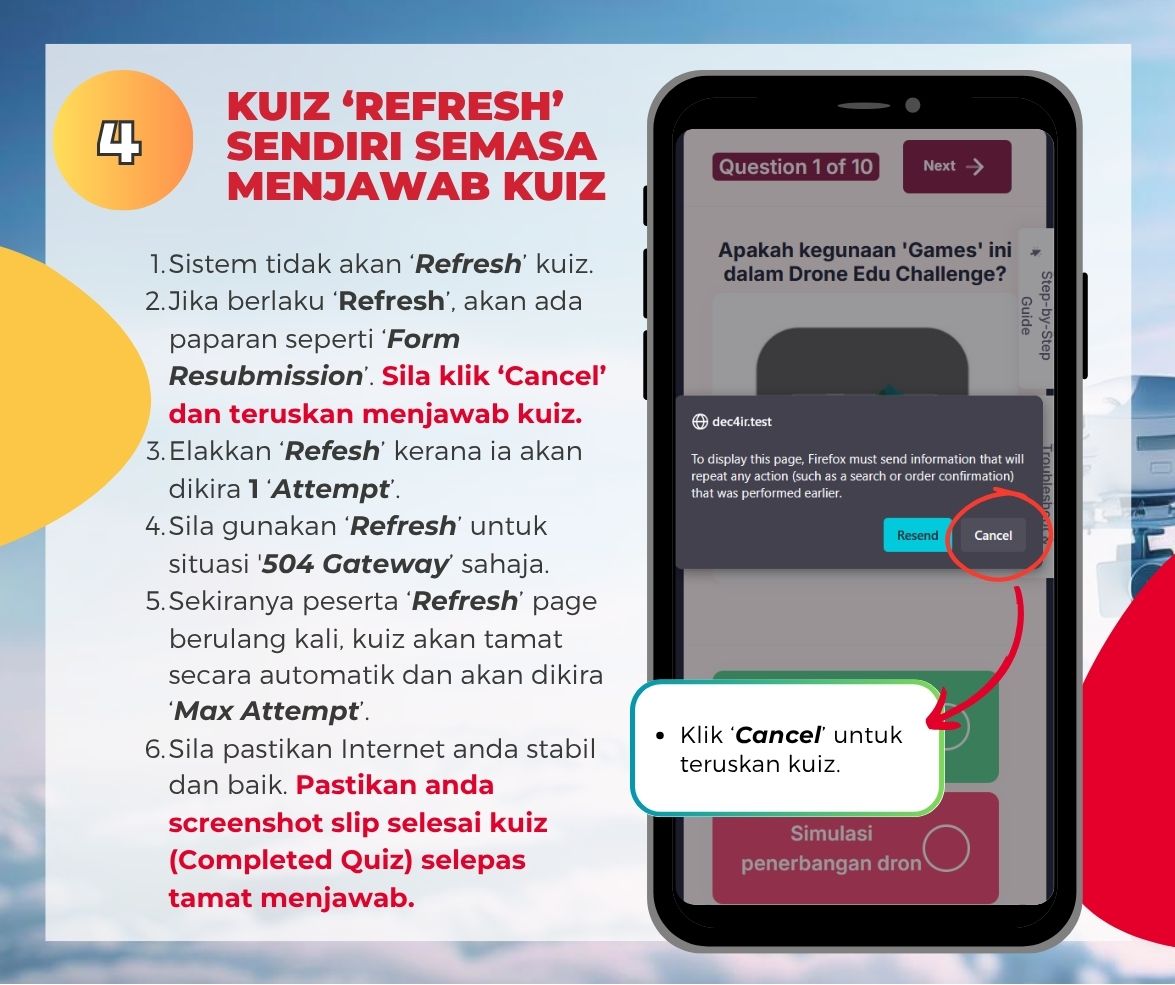 4
KUIZ ‘REFRESH’
SENDIRI SEMASA
MENJAWAB KUIZ
1. Sistem tidak akan ‘Refresh’ kuiz.
2. Jika berlaku ‘Refresh’, akan ada
paparan seperti ‘Form
Resubmission’. Sila klik ‘Cancel’
dan teruskan menjawab kuiz.
3. Elakkan ‘Refesh’ kerana ia akan
dikira 1 ‘Attempt’.
4. Sila gunakan ‘Refresh’ untuk
situasi '504 Gateway’ sahaja.
5. Sekiranya peserta ‘Refresh’ page
berulang kali, kuiz akan tamat
secara automatik dan akan dikira
‘Max Attempt’.
6. Sila pastikan Internet anda stabil
dan baik. Pastikan anda
screenshot slip selesai kuiz
(Completed Quiz) selepas
tamat menjawab.
Question 1 of 10
Next →
Apakah kegunaan 'Games' ini
dalam Drone Edu Challenge?
Step-by-Step
Guide
dec4ir.test
To display this page, Firefox must send information that will
repeat any action (such as a search or order confirmation)
that was performed earlier.
Resend
Cancel
• Klik ‘Cancel’ untuk
teruskan kuiz.
Simulasi
penerbangan dron